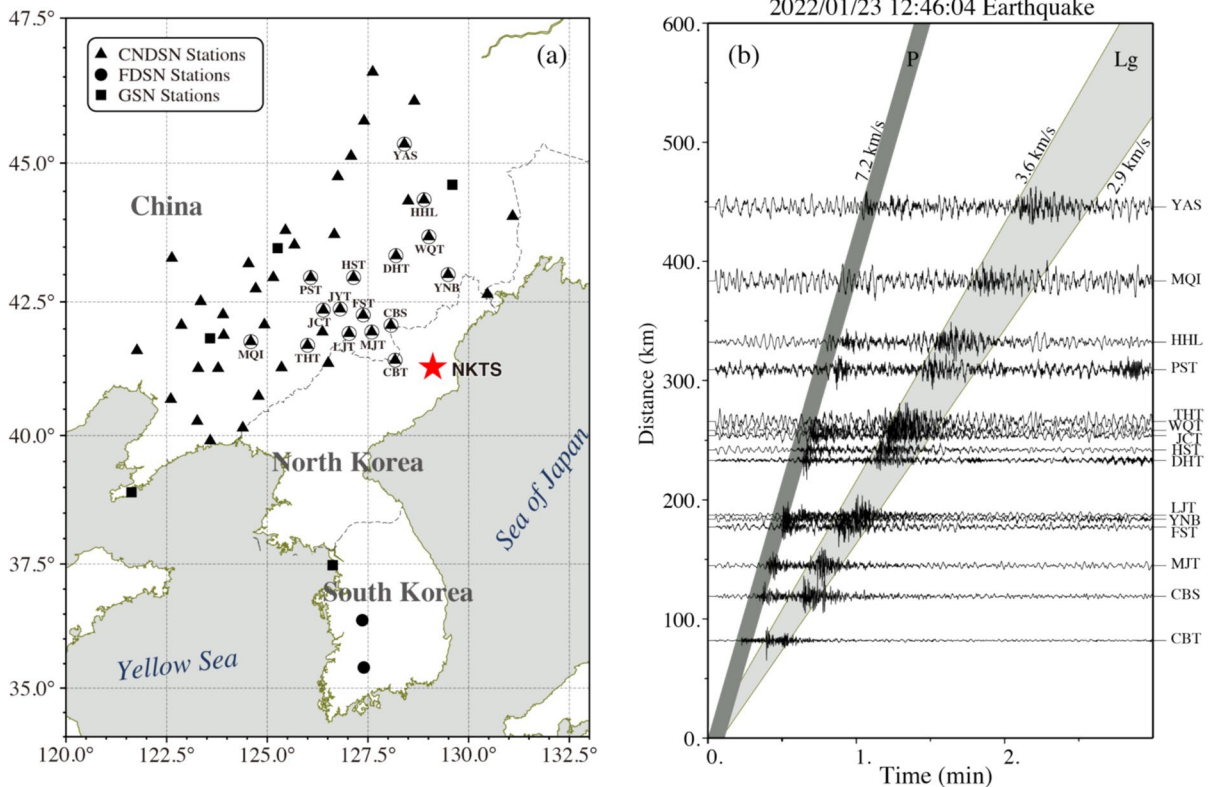 47.5°
45.0°
42.5°
40.0°
37.5°
35.0°
120.0°
122.5°
125.0°
127.5°
130.0°
132.5°
(a)
CNDSN Stations
FDSN Stations
GSN Stations
China
North Korea
South Korea
Sea of Japan
Yellow Sea
YAS
HHL
WQT
DHT
YNB
HST
PST
JYT
FST
JCT
CBS
MQI
THT
LJT
MJT
CBT
NKTS
2022/01/23 12:46:04 Earthquake
(b)
P
Lg
7.2 km/s
3.6 km/s
2.9 km/s
600.
500.
400.
300.
200.
100.
0.
Distance (km)
0.
1.
2.
Time (min)
YAS
MQI
HHL
PST
THT
WQT
JCT
HST
DHT
LJT
YNB
FST
MJT
CBS
CBT